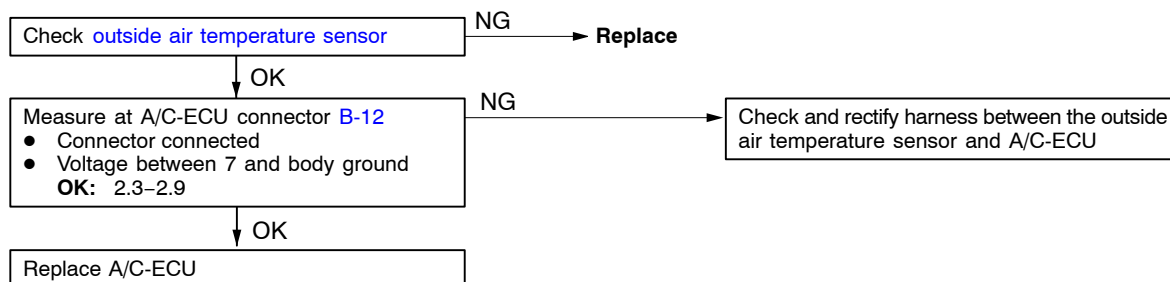 Check outside air temperature sensor
NG
Replace
OK
Measure at A/C-ECU connector B-12
● Connector connected
● Voltage between 7 and body ground
OK: 2.3–2.9
NG
Check and rectify harness between the outside
air temperature sensor and A/C-ECU
OK
Replace A/C-ECU